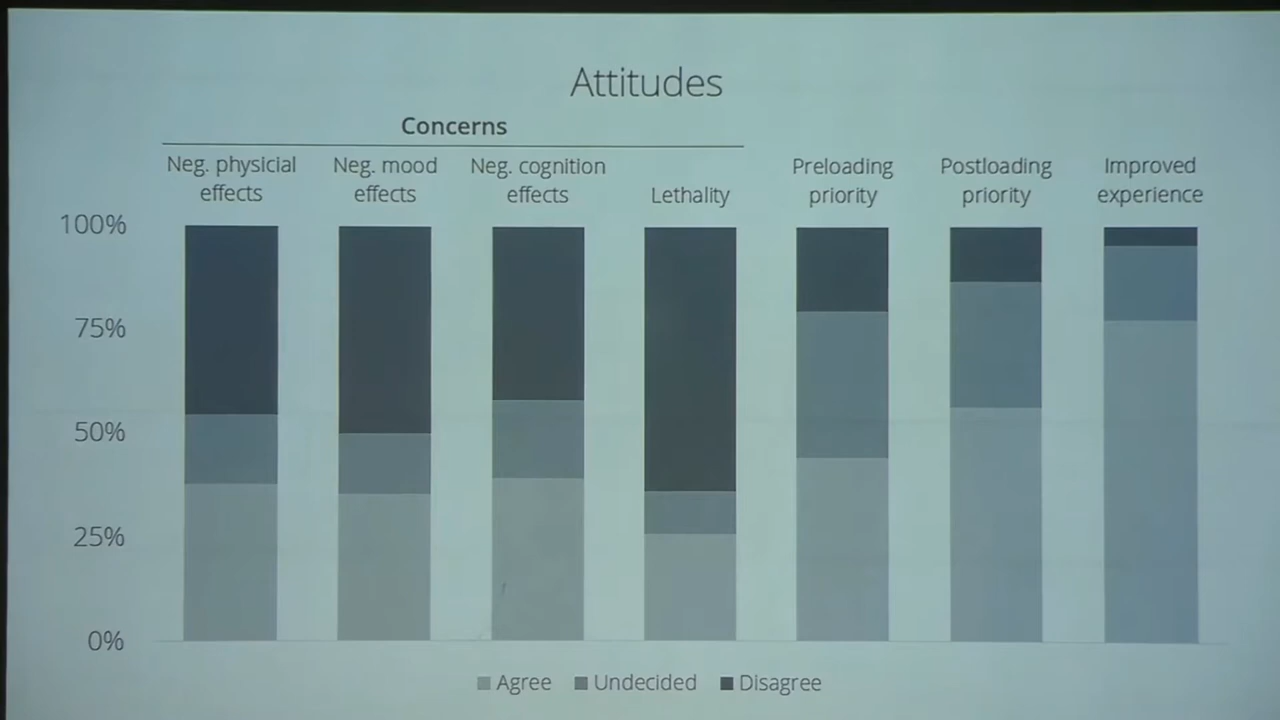 Attitudes
Concerns
Neg. physicial
effects
Neg. mood
effects
Neg. cognition
effects
Lethality
Preloading
priority
Postloading
priority
Improved
experience
100%
75%
50%
25%
0%
Agree
Undecided
Disagree